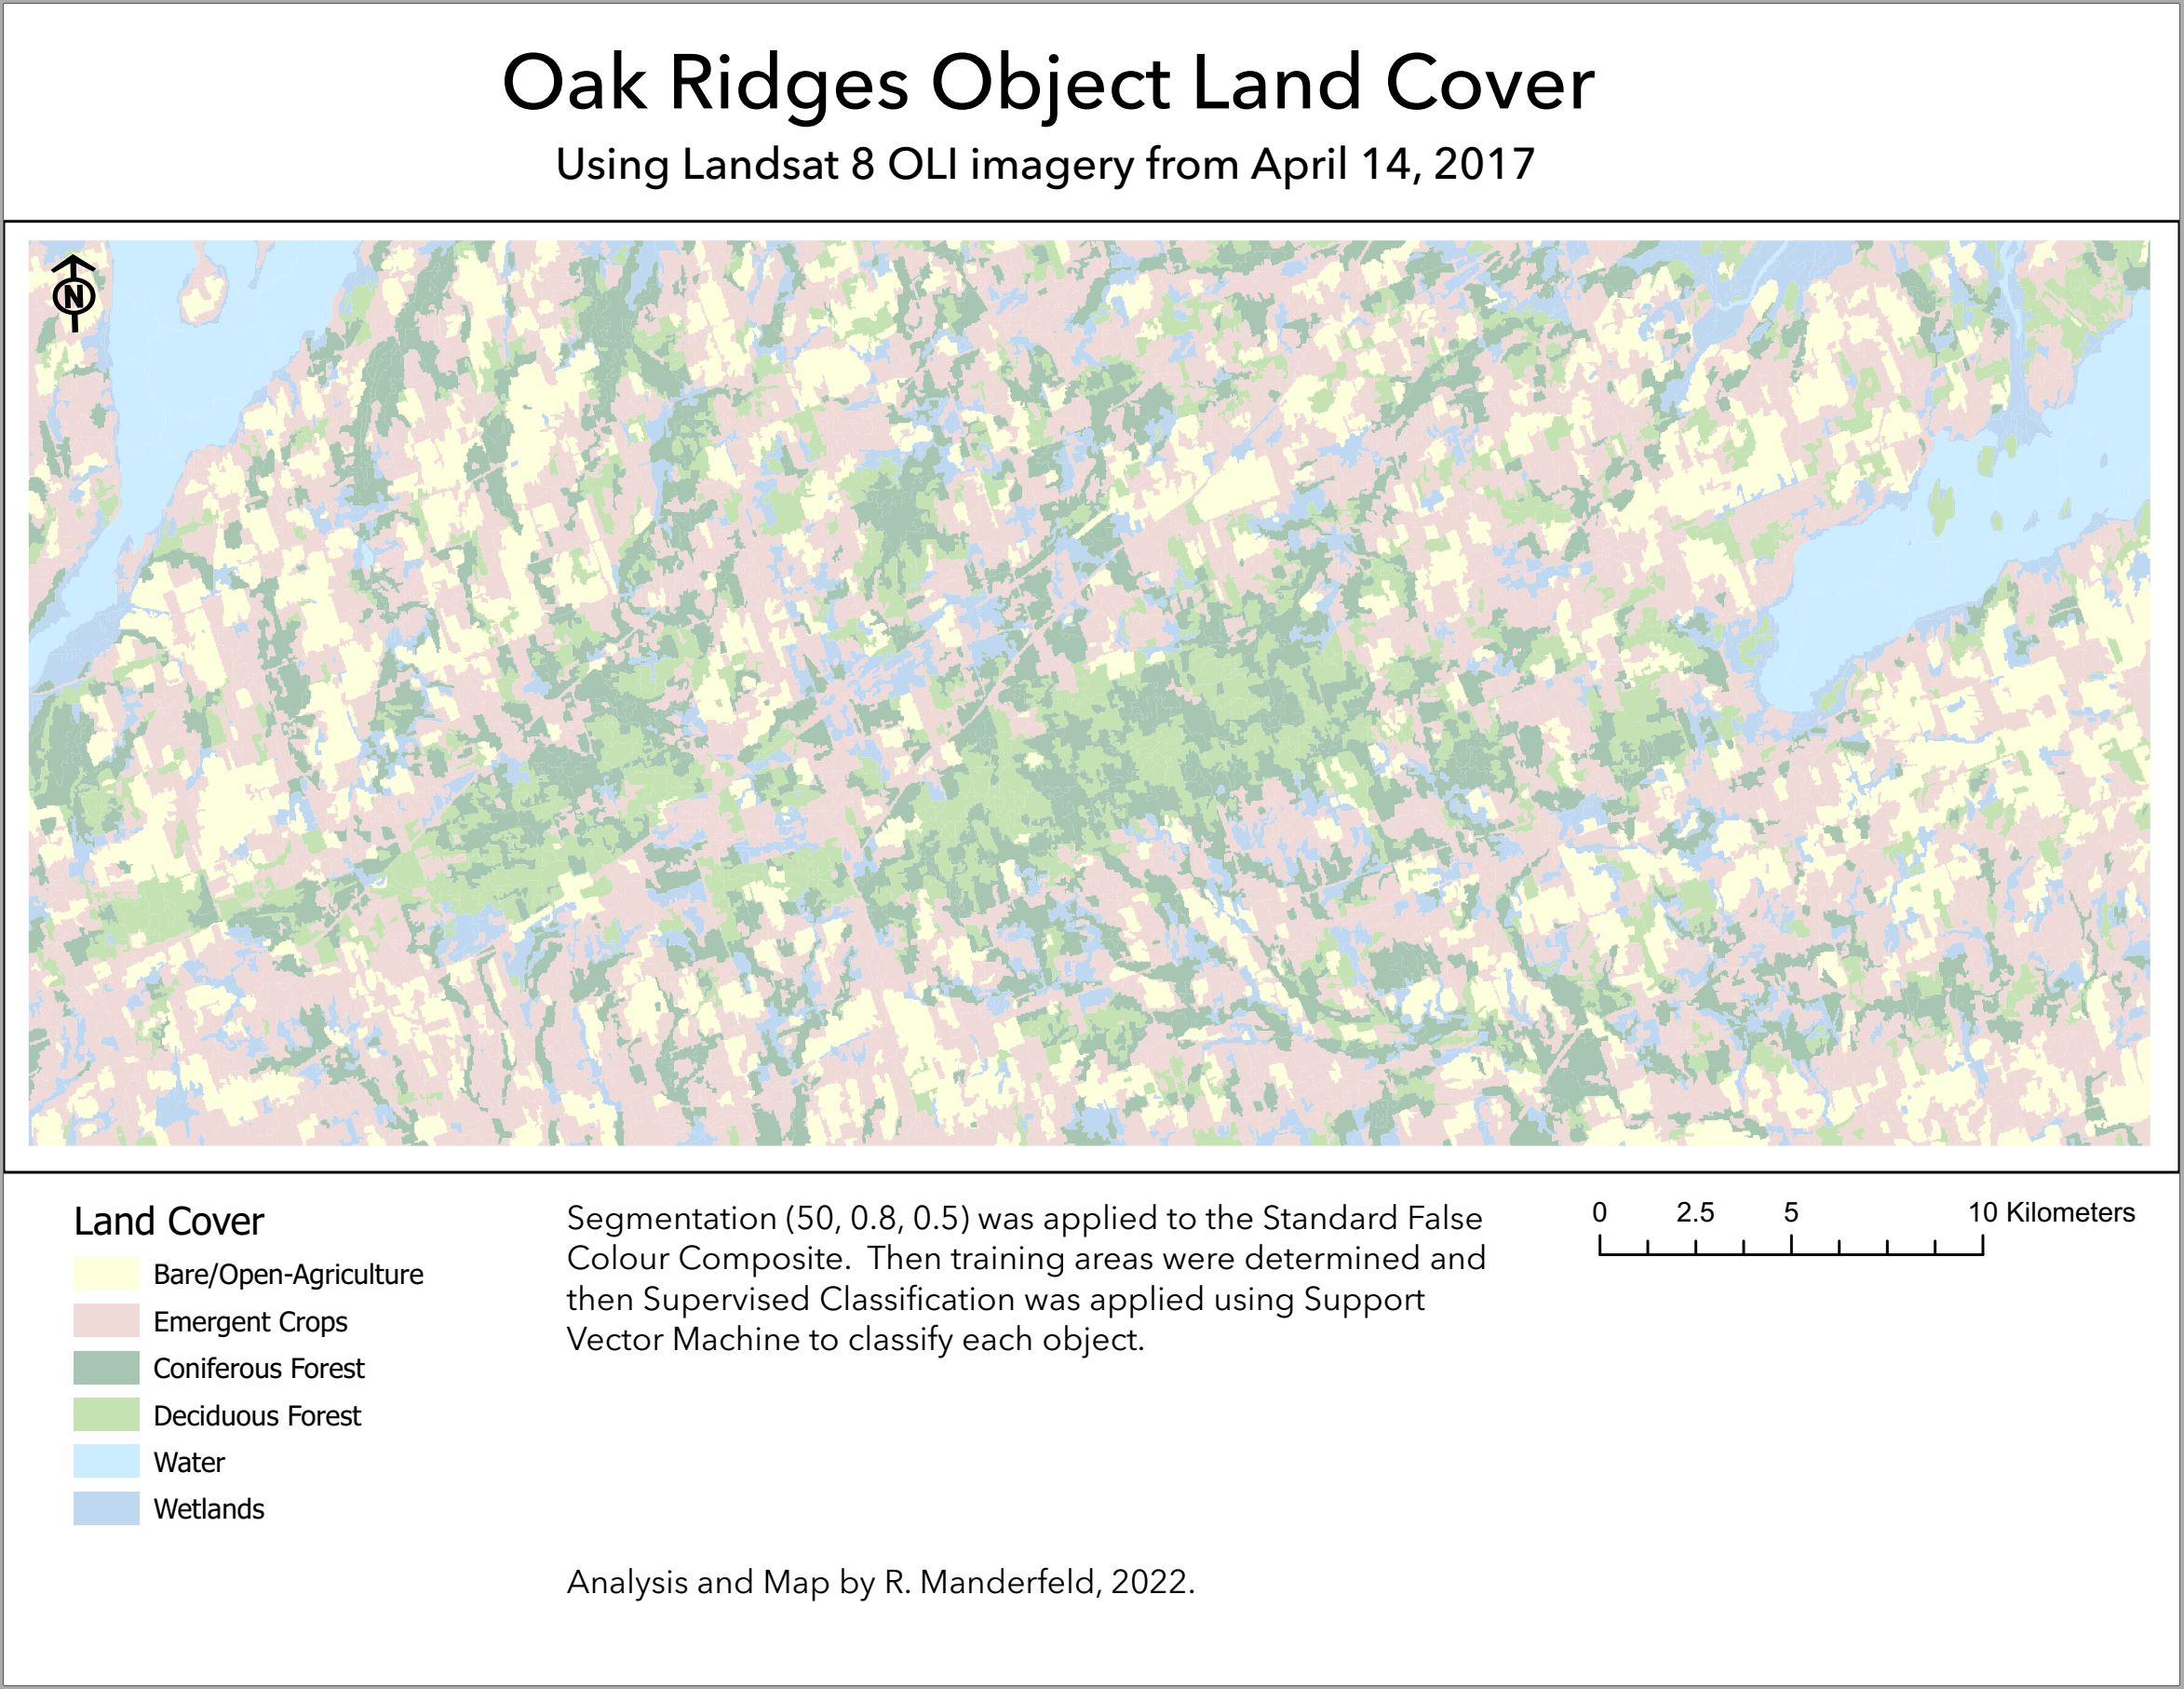 Oak Ridges Object Land Cover
Using Landsat 8 OLI imagery from April 14, 2017
N
Land Cover
Bare/Open-Agriculture
Emergent Crops
Coniferous Forest
Deciduous Forest
Water
Wetlands
Segmentation (50, 0.8, 0.5) was applied to the Standard False
Colour Composite.  Then training areas were determined and
then Supervised Classification was applied using Support
Vector Machine to classify each object.
Analysis and Map by R. Manderfeld, 2022.
0 2.5 5 10 Kilometers